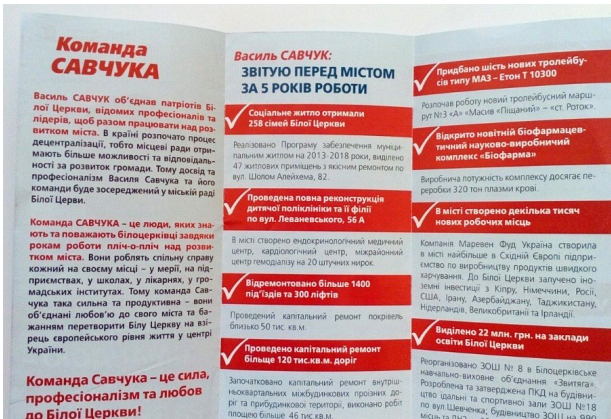 Команда
САВЧУКА
Василь САВЧУК об'єднав патріотів Бі-
лої Церкви, відомих професіоналів та
лідерів, щоб разом працювати над роз-
витком міста. В країні розпочато процес
децентралізації, тобто місцеві ради отри-
мають більше можливості та відповідаль-
ності за розвиток громади. Тому досвід та
професіоналізм Василя Савчука та його
команди буде зосереджений у міській раді
Білої Церви.
Команда САВЧУКА – це люди, яких зна-
ють та поважають білоцерківці завдяки
рокам роботи пліч-о-пліч над розви-
тком міста. Вони роблять спільну справу
кожний на своєму місці – у мерії, на під-
приємствах, у школах, у лікарнях, у гро-
мадських інститутах. Тому команда Сав-
чука така сильна та продуктивна – вони
об'єднані любов'ю до свого міста та ба-
жанням перетворити Білу Церкву на взі-
рець європейського рівня життя у центрі
України.
Команда Савчука – це сила,
професіоналізм та любов
до Білої Церкви!
Василь САВЧУК:
ЗВІТУЮ ПЕРЕД МІСТОМ
ЗА 5 РОКІВ РОБОТИ
Соціальне житло отримали
258 сімей Білої Церкви
Реалізовано Програму забезпечення муніци-
пальним житлом на 2013-2018 роки, виділено
47 житлових приміщень з якісним ремонтом по
вул. Шолом Алейхема, 82.
Проведена повна реконструкція
дитячої поліклініки та її філії
по вул. Леваневського, 56 А
В місті створено ендокринологічний медичний
центр, кардіологічний центр, міжрайонний
центр гемодіалізу на 20 штучних нирок.
Відремонтовано більше 1400
під'їздів та 300 ліфтів
Проведений капітальний ремонт покрівель
близько 50 тис. кв.м.
Проведено капітальний ремонт
більше 120 тис.кв.м. доріг
Започатковано капітальний ремонт внутріш-
ньоквартальних міжбудинкових проїзних до-
ріг та прибудинкової території, виконано робіт
площею більше 46 тис.кв.м.
Придбано шість нових тролейбу-
сів типу МАЗ – Етон Т 10300
Розпочав роботу новий тролейбусний марш-
рут №3 «А» «Масив «Піщаний» – «ст. Роток».
Відкрито новітній біофармацев-
тичний науково-виробничий
комплекс «Біофарма»
Виробнича потужність комплексу досягає пе-
реробки 320 тон плазми крові.
В місті створено декілька тисяч
нових робочих місць
Компанія Маревен Фуд Україна створила
в місті найбільше в Східній Європі підпри-
ємство по виробництву продуктів швидкого
харчування. До Білої Церкви залучено іно-
земні інвестиції з Кіпру, Німеччини, Росії,
США, Ірану, Азербайджану, Таджикистану,
Нідерландів, Великобританії та Ірландії.
Виділено 22 млн. грн. на заклади
освіти Білої Церкви
Реорганізовано ЗОШ № 8 в Білоцерківське
навчально-виховне об'єднання «Звитяга».
Розроблена та затверджена ПКД на будівни-
цтво їдальні та спортивної зали ЗОШ №18
по вул.Шевченка, будівництво ЗОШ на 990